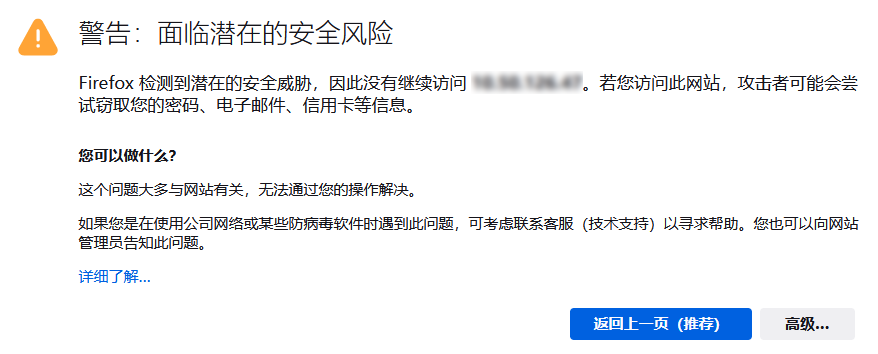 警告：面临潜在的安全风险
Firefox 检测到潜在的安全威胁，因此没有继续访问 。若您访问此网站，攻击者可能会尝
试窃取您的密码、电子邮件、信用卡等信息。
您可以做什么？
这个问题大多与网站有关，无法通过您的操作解决。
如果您是在使用公司网络或某些防病毒软件时遇到此问题，可考虑联系客服（技术支持）以寻求帮助。您也可以向网站
管理员告知此问题。
详细了解...
返回上一页（推荐）
高级...